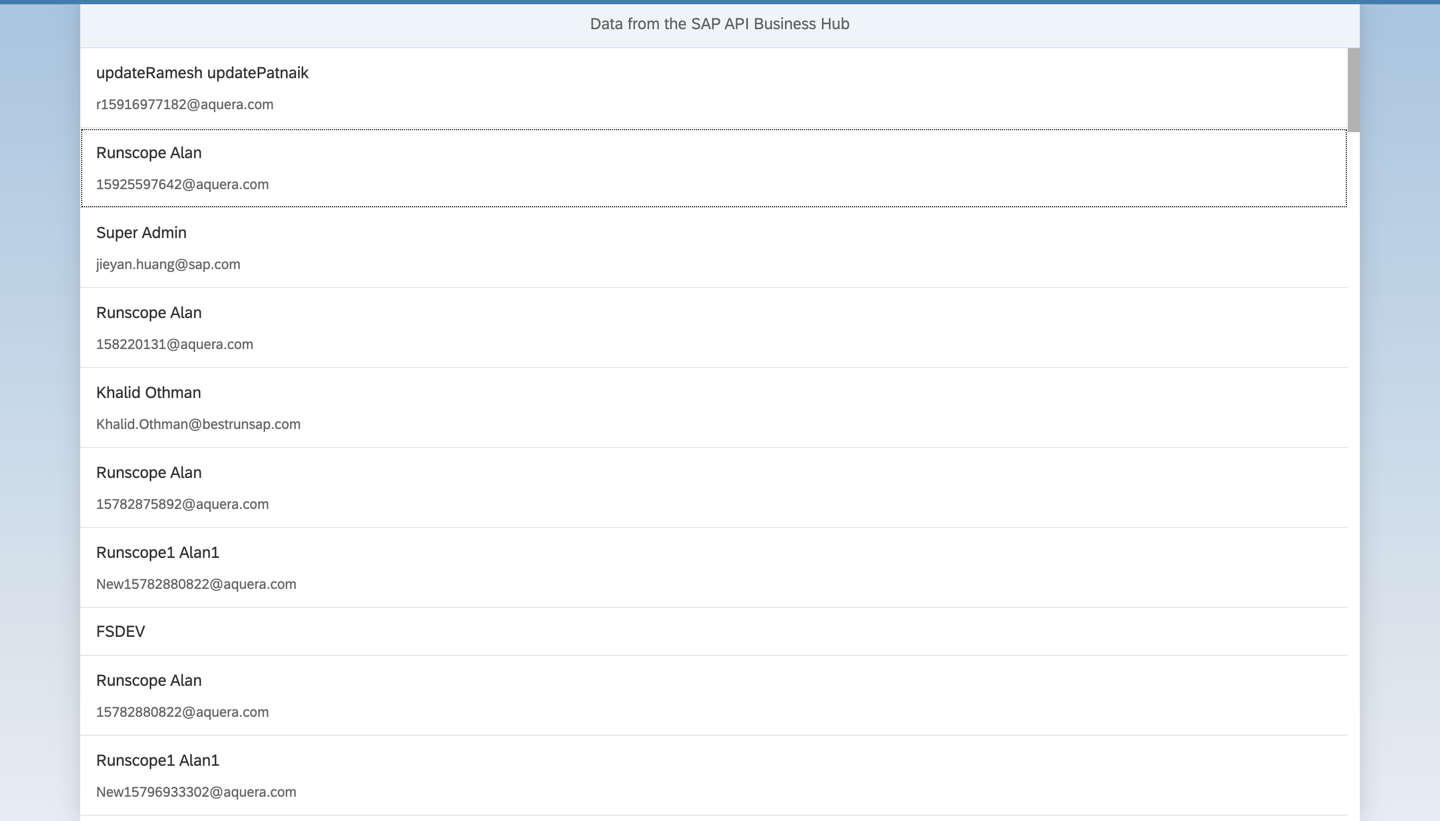 Data from the SAP API Business Hub
updateRamesh updatePatnaik
r15916977182@aquera.com
Runscope Alan
15925597642@aquera.com
Super Admin
jieyan.huang@sap.com
Runscope Alan
158220131@aquera.com
Khalid Othman
Khalid.Othman@bestrunsap.com
Runscope Alan
15782875892@aquera.com
Runscope1 Alan1
New15782880822@aquera.com
FSDEV
Runscope Alan
15782880822@aquera.com
Runscope1 Alan1
New15796933302@aquera.com